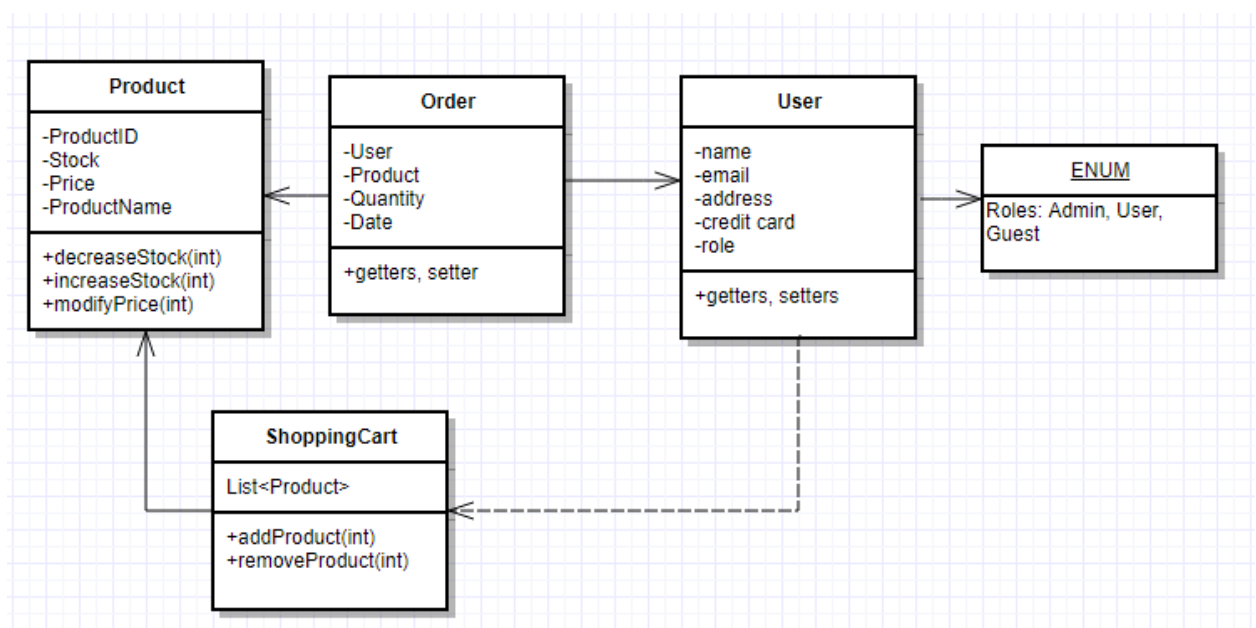 Product
-ProductID
-Stock
-Price
-ProductName
+decreaseStock(int)
+increaseStock(int)
+modifyPrice(int)
Order
-User
-Product
-Quantity
-Date
+getters, setter
User
-name
-email
-address
-credit card
-role
+getters, setters
ENUM
Roles: Admin, User,
Guest
ShoppingCart
List<Product>
+addProduct(int)
+removeProduct(int)